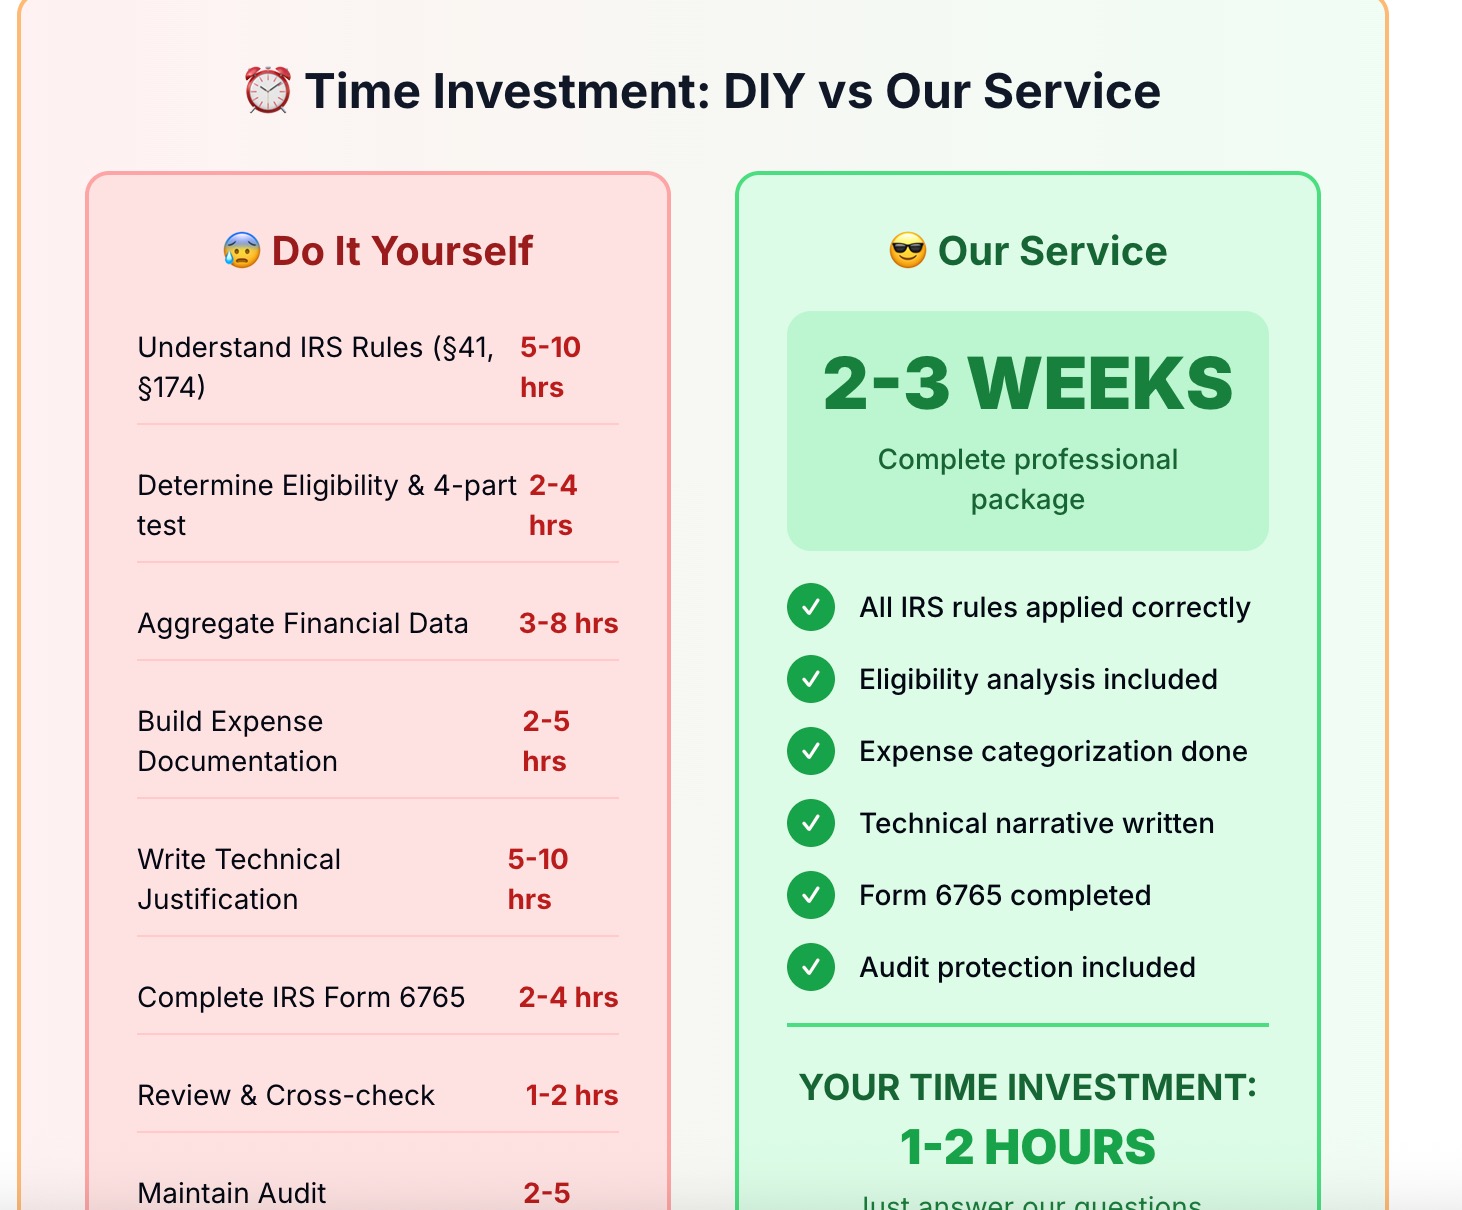 ⏰ Time Investment: DIY vs Our Service
😰 Do It Yourself
Understand IRS Rules (§41, 5-10
§174) hrs
Determine Eligibility & 4-part 2-4
test hrs
Aggregate Financial Data 3-8 hrs
Build Expense 2-5
Documentation hrs
Write Technical 5-10
Justification hrs
Complete IRS Form 6765 2-4 hrs
Review & Cross-check 1-2 hrs
Maintain Audit 2-5
😎 Our Service
2-3 WEEKS
Complete professional
package
All IRS rules applied correctly
Eligibility analysis included
Expense categorization done
Technical narrative written
Form 6765 completed
Audit protection included
YOUR TIME INVESTMENT:
1-2 HOURS
Just answer our questions